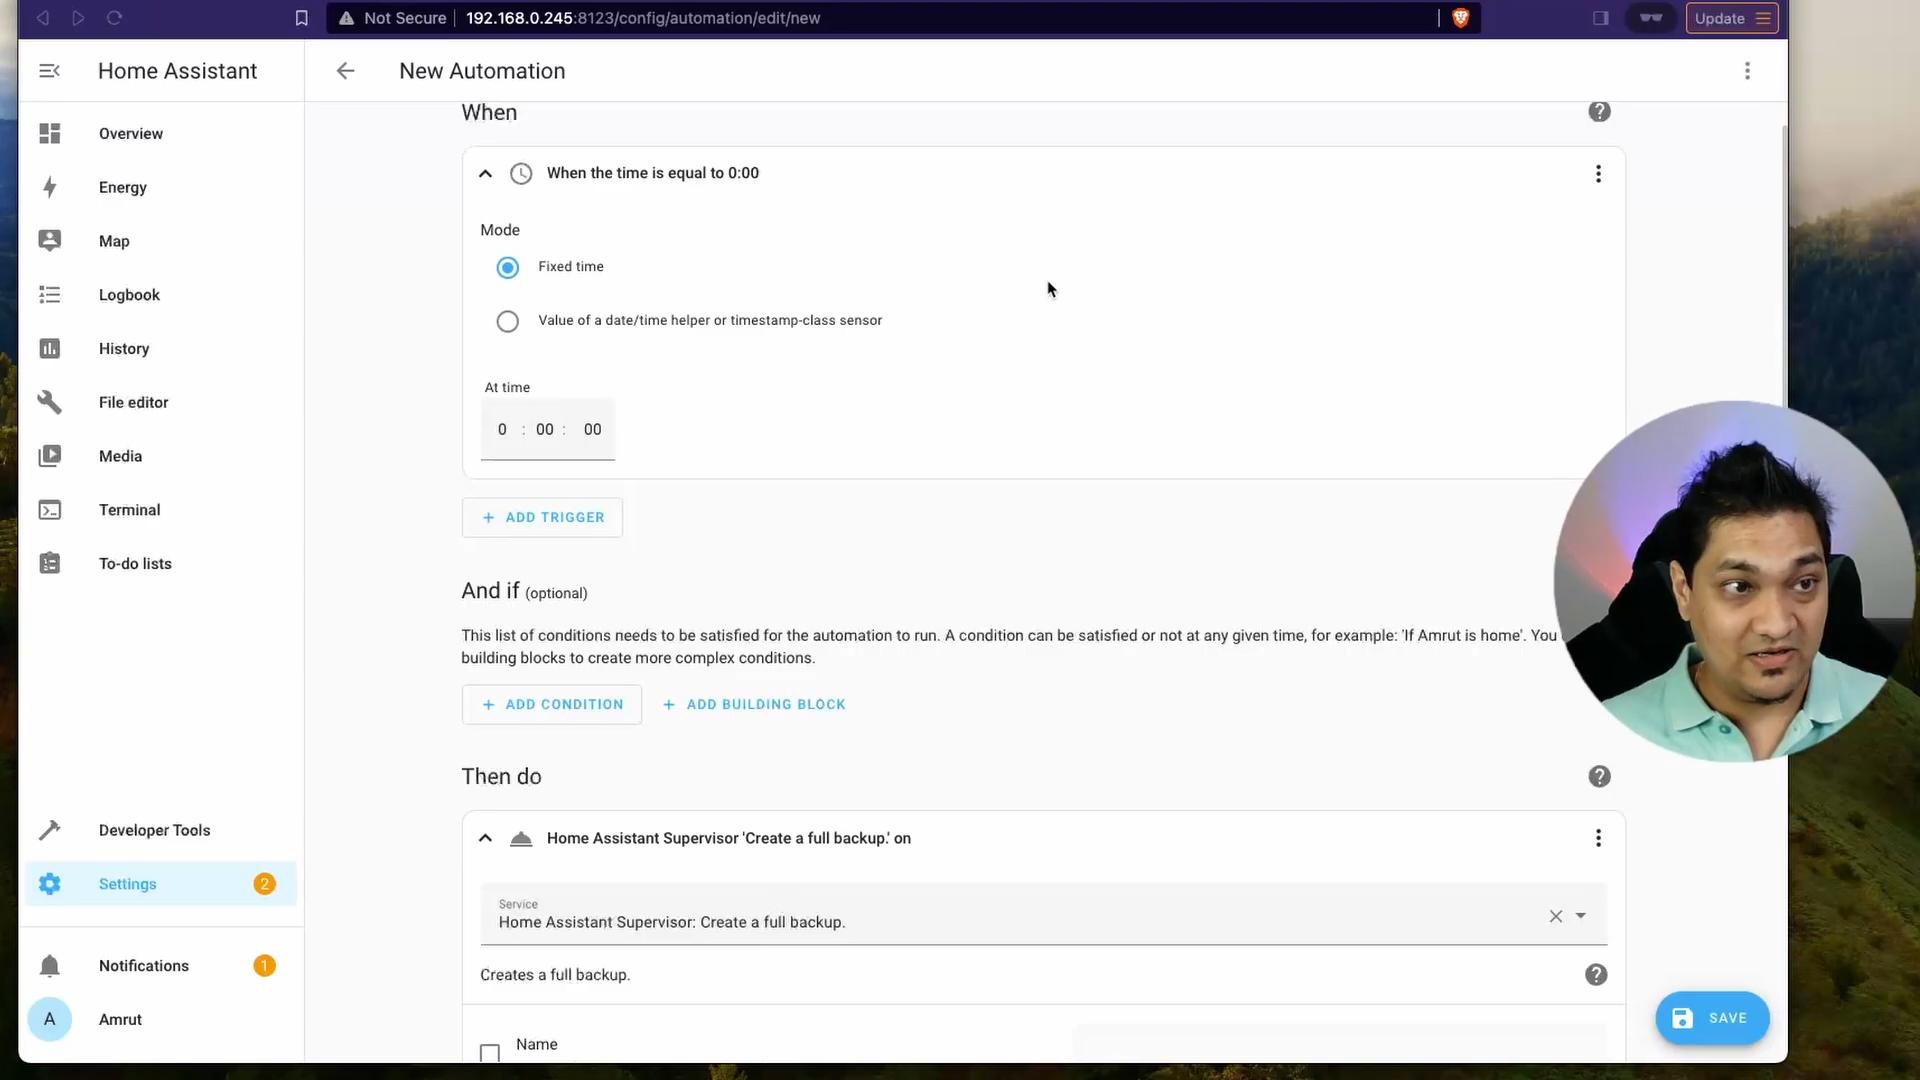 Not Secure
192.168.0.245:8123/config/automation/edit/new
Update
Home Assistant
New Automation
Overview
Energy
Map
Logbook
History
File editor
Media
Terminal
To-do lists
Developer Tools
Settings
2
Notifications
1
A
Amrut
When
When the time is equal to 0:00
Mode
Fixed time
Value of a date/time helper or timestamp-class sensor
At time
0 : 00 : 00
+ ADD TRIGGER
And if (optional)
This list of conditions needs to be satisfied for the automation to run. A condition can be satisfied or not at any given time, for example: 'If Amrut is home'. You
building blocks to create more complex conditions.
+ ADD CONDITION
+ ADD BUILDING BLOCK
Then do
Home Assistant Supervisor 'Create a full backup.' on
Service
Home Assistant Supervisor: Create a full backup.
Creates a full backup.
Name
SAVE